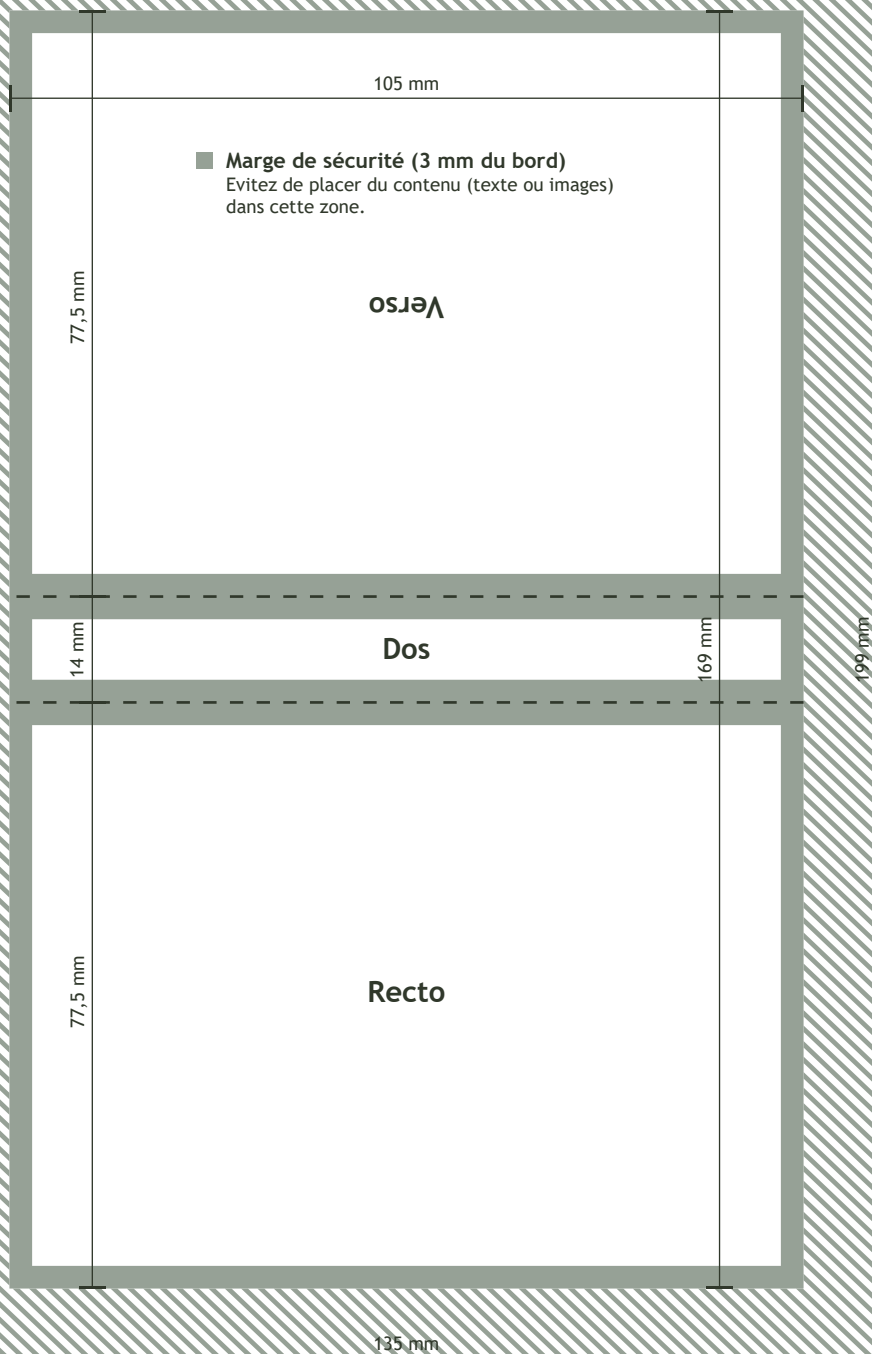 105 mm
Marge de sécurité (3 mm du bord)
Evitez de placer du contenu (texte ou images)
dans cette zone.
77,5 mm
Verso
14 mm
Dos
169 mm
199 mm
77,5 mm
Recto
135 mm